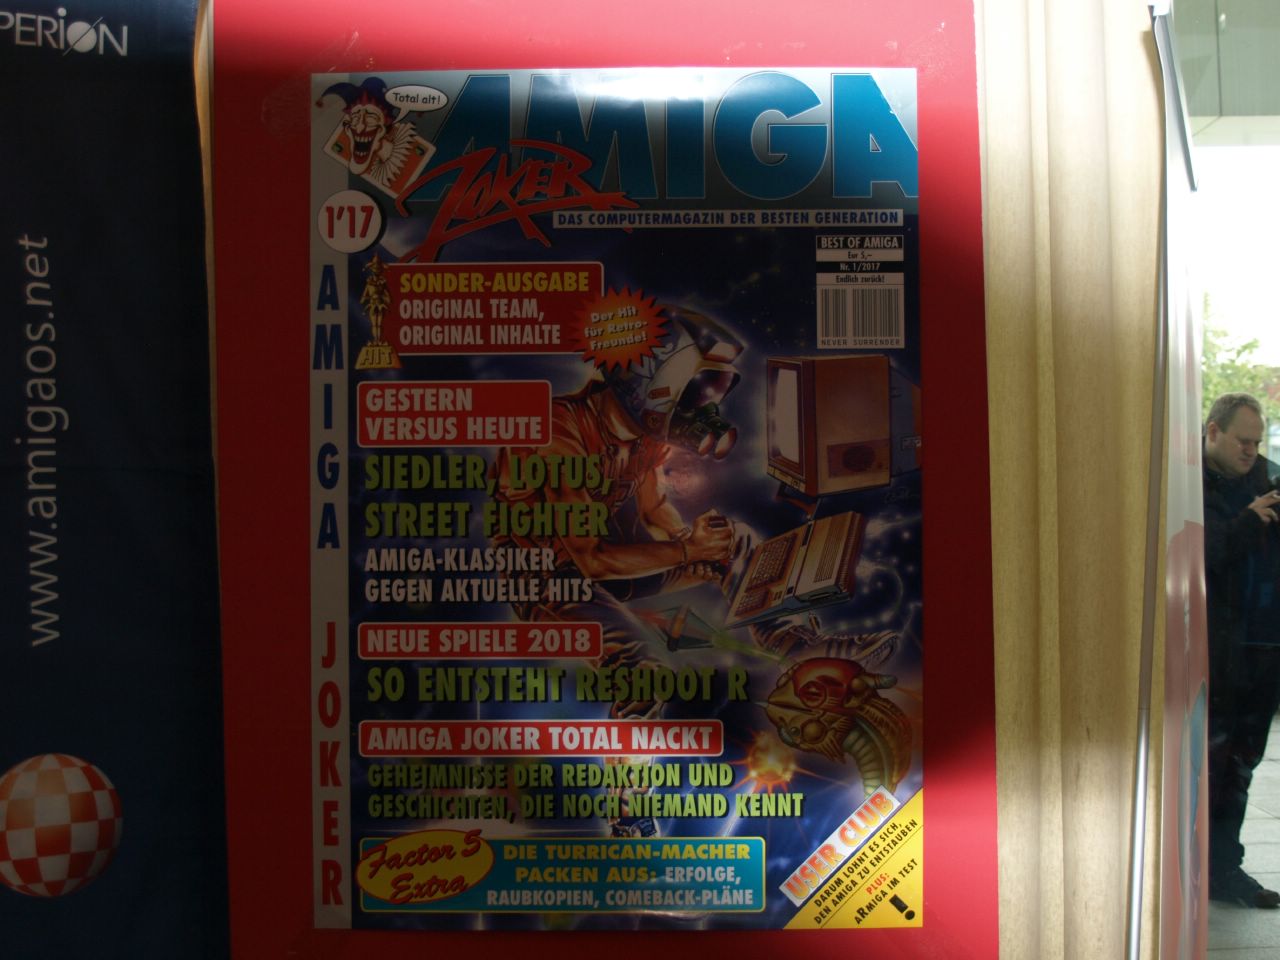 PERION
www.amigaos.net
Total alt!
AMIGA
JOKER
1'17
DAS COMPUTERMAGAZIN DER BESTEN GENERATION
BEST OF AMIGA
Eur 5,–
Nr. 1/2017
Endlich zurück!
NEVER SURRENDER
AMIGA JOKER
HIT
SONDER-AUSGABE
ORIGINAL TEAM,
ORIGINAL INHALTE
Der Hit
für Retro-
Freunde!
GESTERN
VERSUS HEUTE
SIEDLER, LOTUS,
STREET FIGHTER
AMIGA-KLASSIKER
GEGEN AKTUELLE HITS
NEUE SPIELE 2018
SO ENTSTEHT RESHOOT R
AMIGA JOKER TOTAL NACKT
GEHEIMNISSE DER REDAKTION UND
GESCHICHTEN, DIE NOCH NIEMAND KENNT
Factor 5
Extra
DIE TURRICAN-MACHER
PACKEN AUS: ERFOLGE,
RAUBKOPIEN, COMEBACK-PLÄNE
USER CLUB
DARUM LOHNT ES SICH,
DEN AMIGA ZU ENTSTAUBEN
PLUS:
ARMIGA IM TEST
!